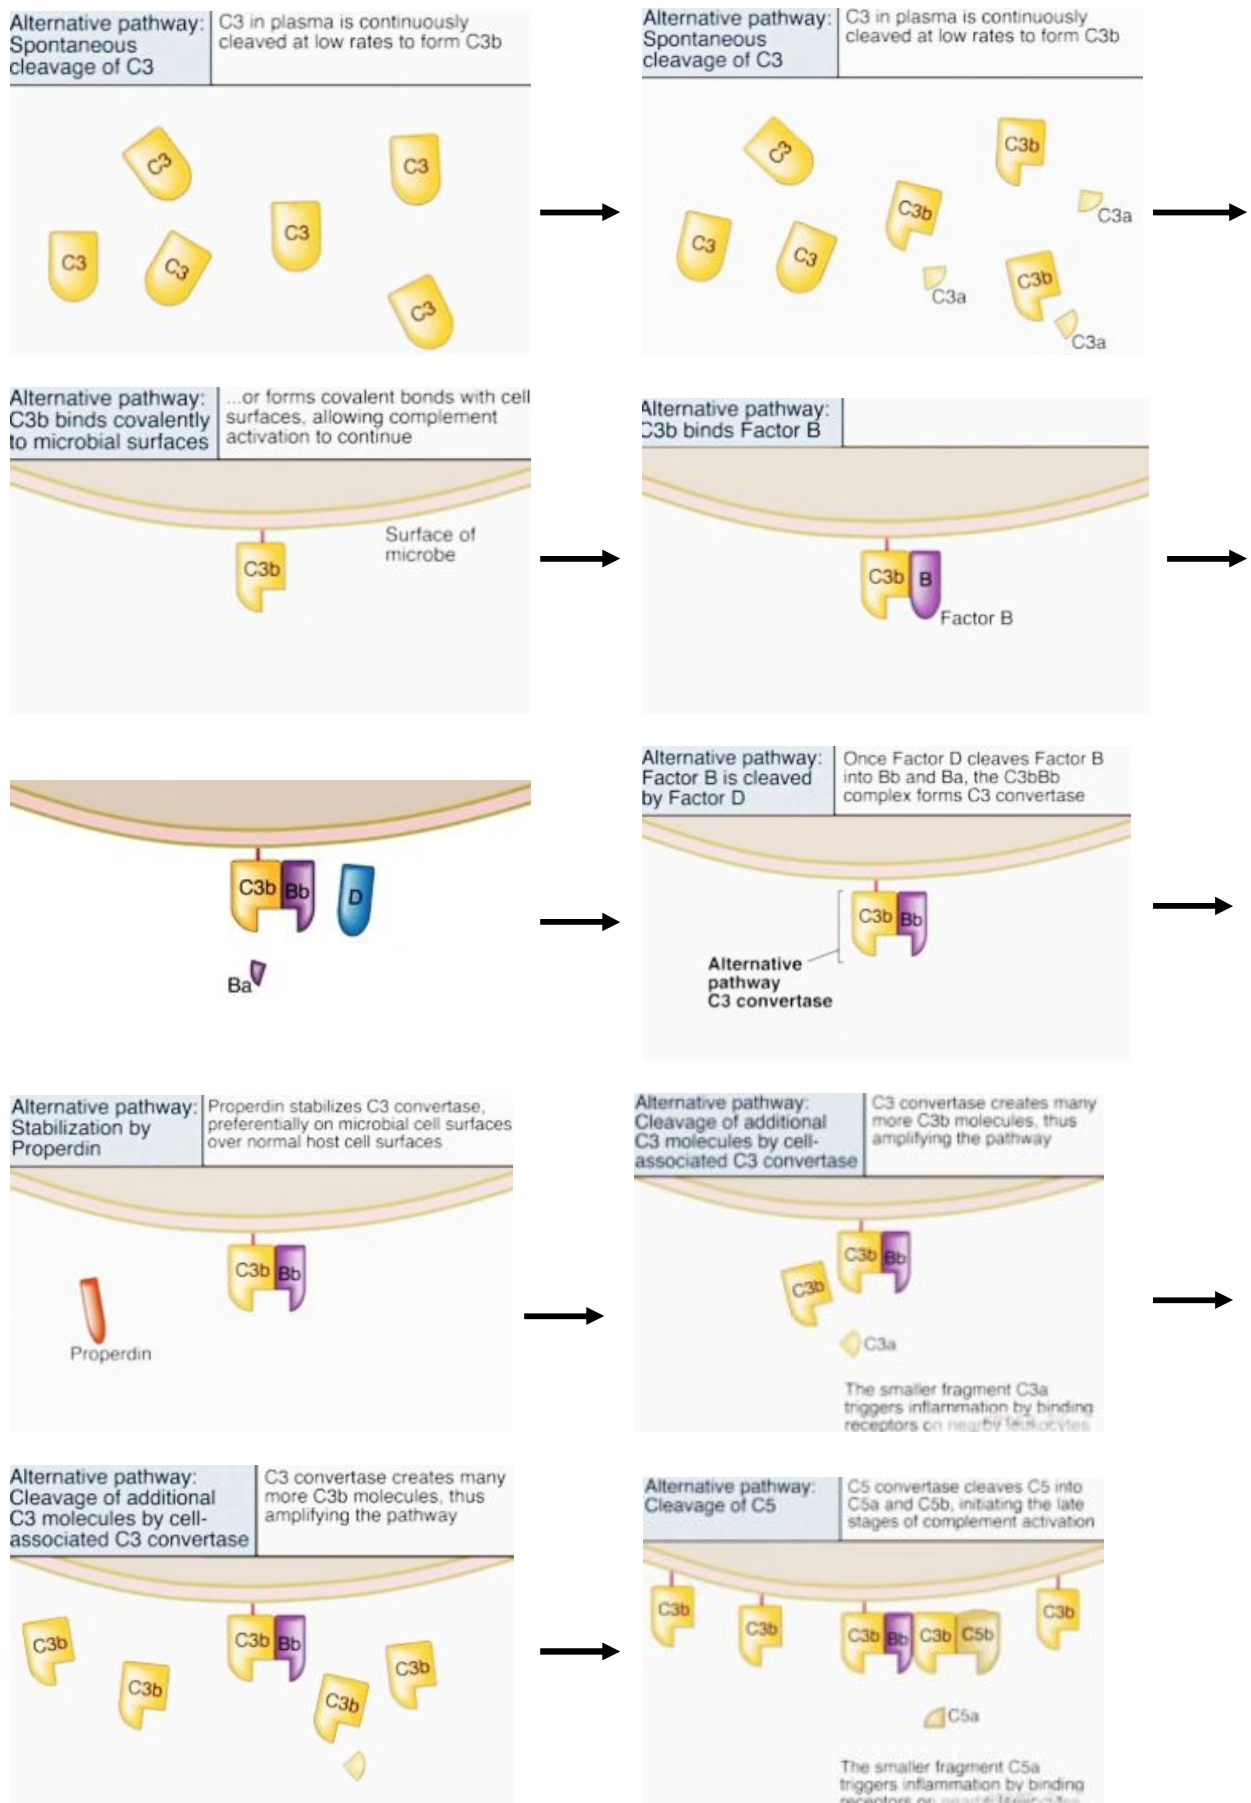 Alternative pathway:
Spontaneous
cleavage of C3
C3 in plasma is continuously
cleaved at low rates to form C3b
C3
C3
C3
C3
C3
C3
Alternative pathway:
Spontaneous
cleavage of C3
C3 in plasma is continuously
cleaved at low rates to form C3b
C3
C3b
C3b
C3a
C3
C3
C3b
C3a
C3a
Alternative pathway:
C3b binds covalently
to microbial surfaces
...or forms covalent bonds with cell
surfaces, allowing complement
activation to continue
Surface of
microbe
C3b
Alternative pathway:
C3b binds Factor B
C3b
B
Factor B
C3b
Bb
D
Ba
Alternative pathway:
Factor B is cleaved
by Factor D
Once Factor D cleaves Factor B
into Bb and Ba, the C3bBb
complex forms C3 convertase
C3b
Bb
Alternative
pathway
C3 convertase
Alternative pathway:
Stabilization by
Properdin
Properdin stabilizes C3 convertase,
preferentially on microbial cell surfaces
over normal host cell surfaces
C3b
Bb
Properdin
Alternative pathway:
Cleavage of additional
C3 molecules by cell-
associated C3 convertase
C3 convertase creates many
more C3b molecules, thus
amplifying the pathway
C3b
Bb
C3b
C3a
The smaller fragment C3a
triggers inflammation by binding
receptors on nearby leukocytes
Alternative pathway:
Cleavage of additional
C3 molecules by cell-
associated C3 convertase
C3 convertase creates many
more C3b molecules, thus
amplifying the pathway
C3b
C3b
C3b
Bb
C3b
C3b
Alternative pathway:
Cleavage of C5
C5 convertase cleaves C5 into
C5a and C5b, initiating the late
stages of complement activation
C3b
C3b
C3b
Bb
C3b
C5b
C3b
C5a
The smaller fragment C5a
triggers inflammation by binding
receptors on